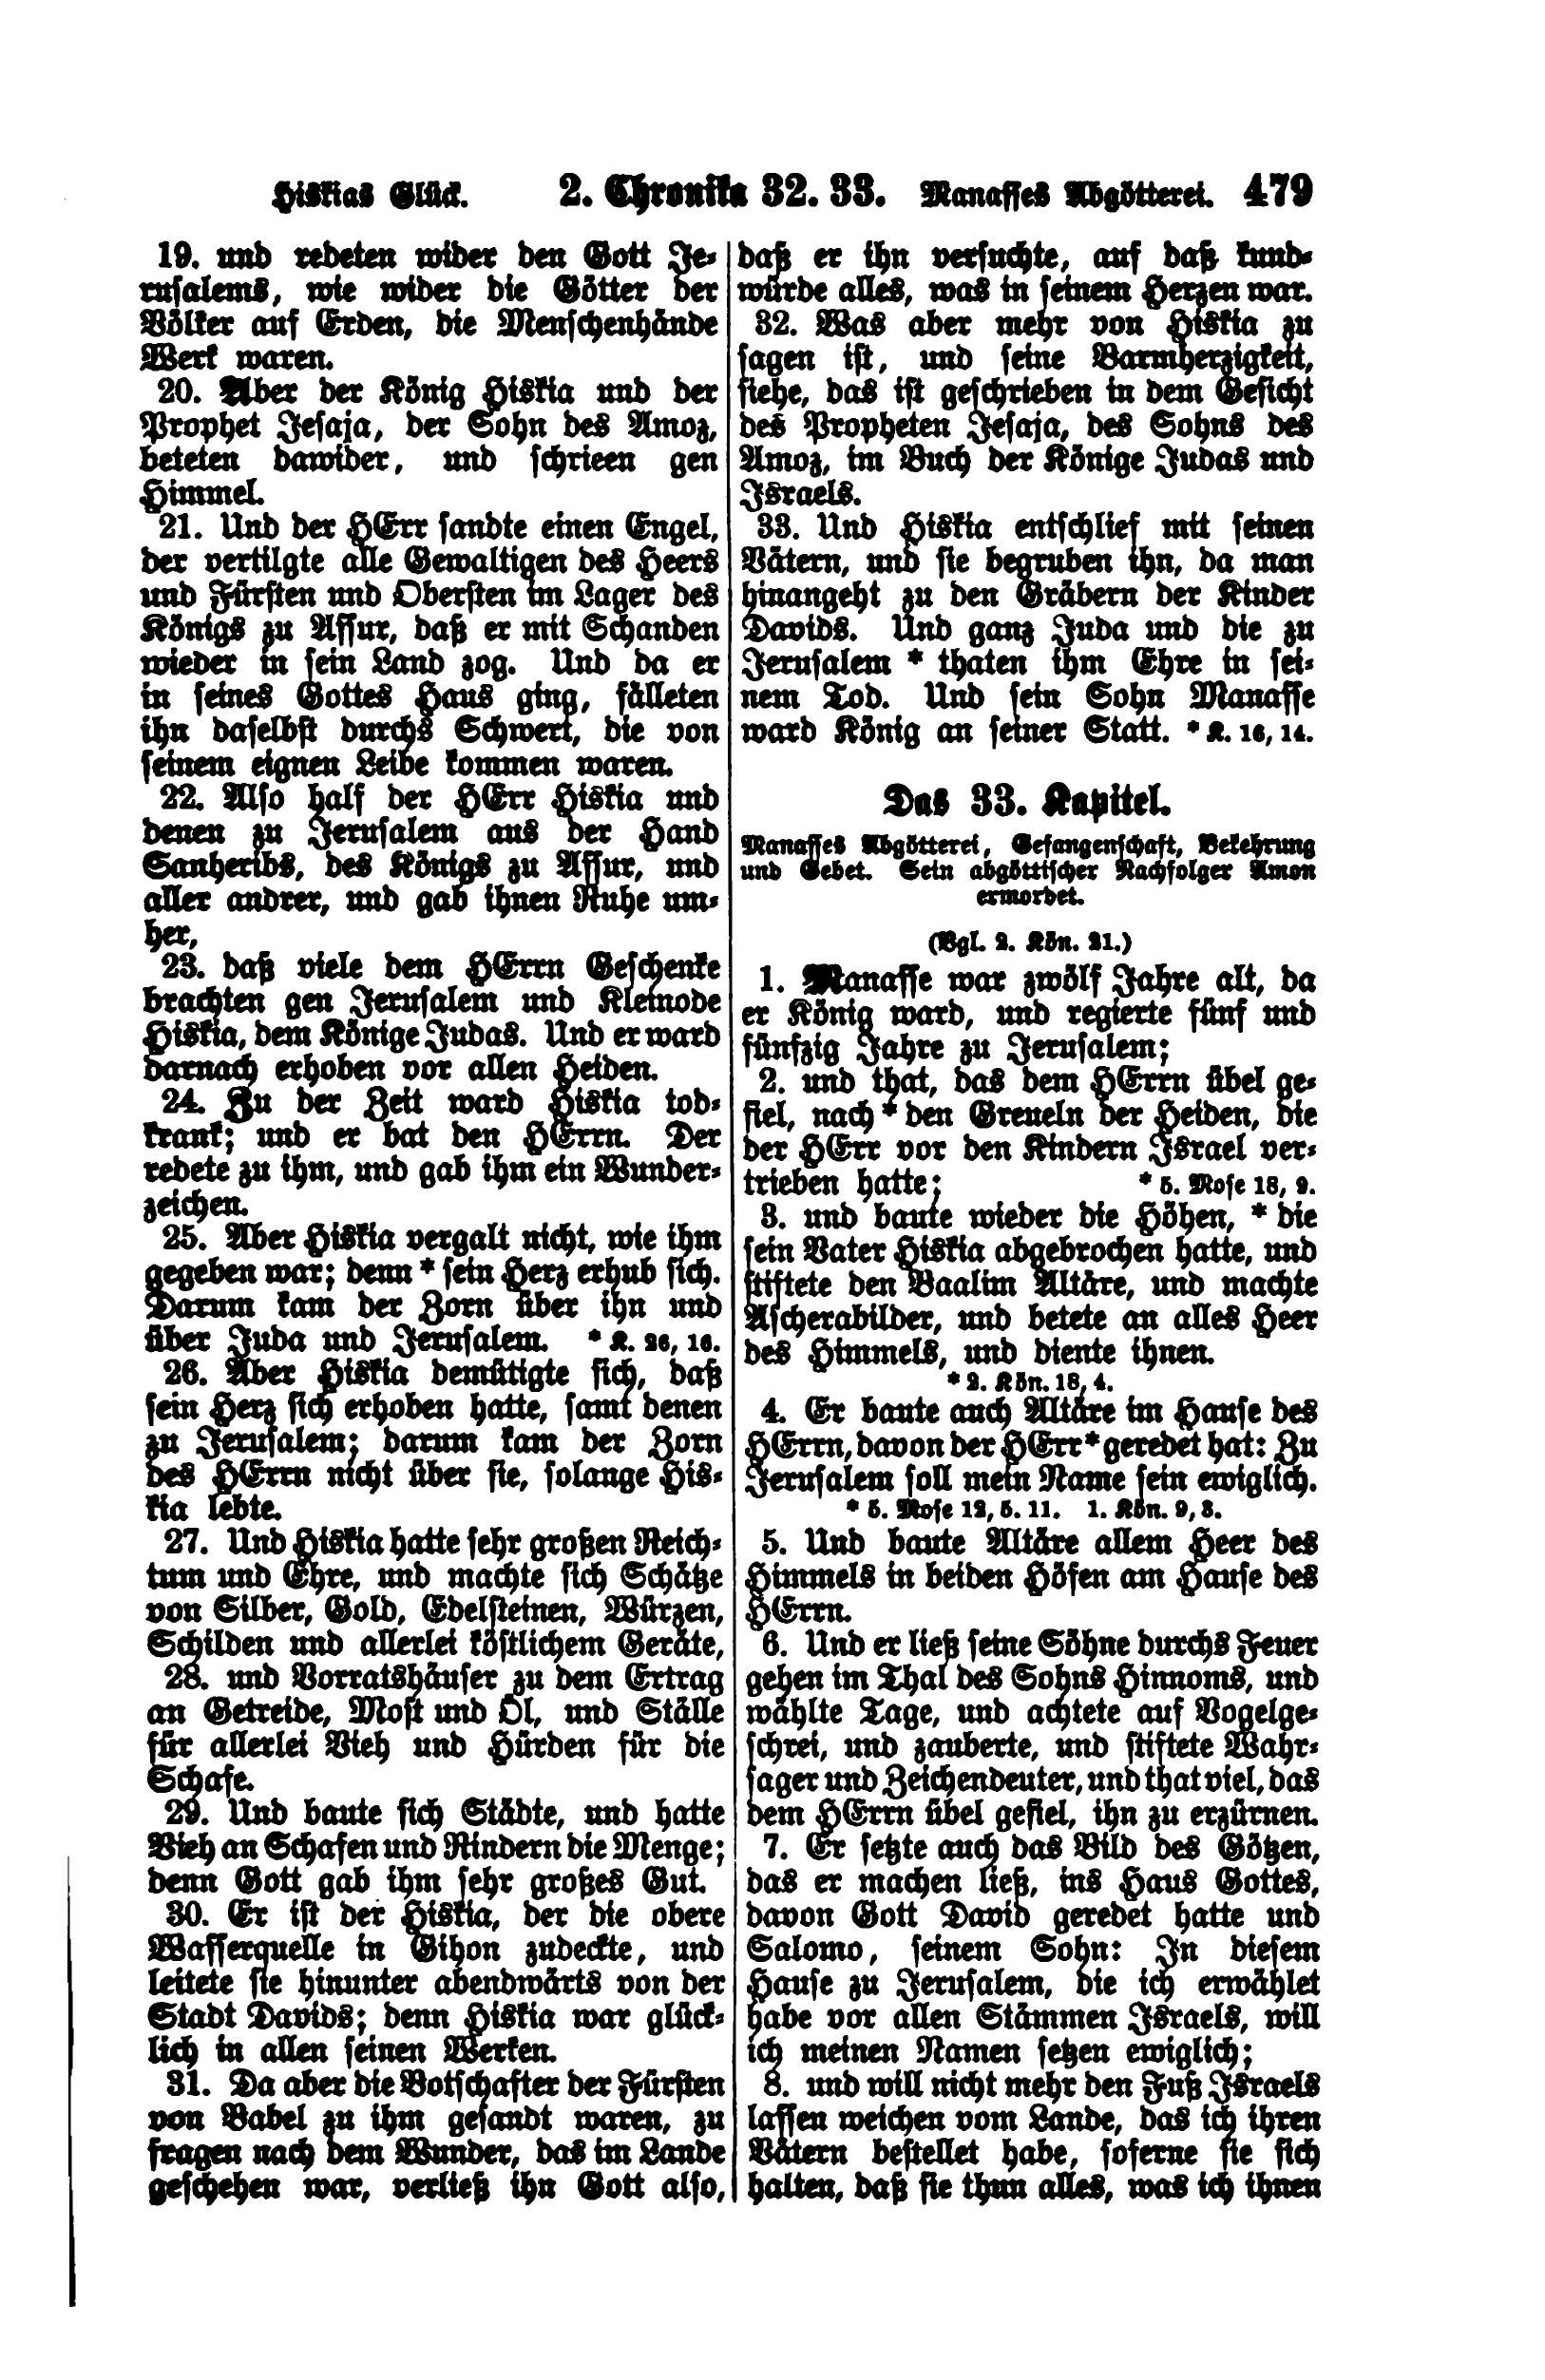 Hiskias Glück. 2. Chronika 32. 33. Manasses Abgötterei. 479
19. und redeten wider den Gott Je-
rusalems, wie wider die Götter der
Völker auf Erden, die Menschenhände
Werk waren.
20. Aber der König Hiskia und der
Prophet Jesaja, der Sohn des Amoz,
beteten dawider, und schrieen gen
Himmel.
21. Und der HErr sandte einen Engel,
der vertilgte alle Gewaltigen des Heers
und Fürsten und Obersten im Lager des
Königs zu Assur, daß er mit Schanden
wieder in sein Land zog. Und da er
in seines Gottes Haus ging, fälleten
ihn daselbst durchs Schwert, die von
seinem eignen Leibe kommen waren.
22. Also half der HErr Hiskia und
denen zu Jerusalem aus der Hand
Sanheribs, des Königs zu Assur, und
aller andrer, und gab ihnen Ruhe um-
her,
23. daß viele dem HErrn Geschenke
brachten gen Jerusalem und Kleinode
Hiskia, dem Könige Judas. Und er ward
darnach erhoben vor allen Heiden.
24. Zu der Zeit ward Hiskia tod-
krank; und er bat den HErrn. Der
redete zu ihm, und gab ihm ein Wunder-
zeichen.
25. Aber Hiskia vergalt nicht, wie ihm
gegeben war; denn * sein Herz erhub sich.
Darum kam der Zorn über ihn und
über Juda und Jerusalem. * K. 26, 16.
26. Aber Hiskia demütigte sich, daß
sein Herz sich erhoben hatte, samt denen
zu Jerusalem; darum kam der Zorn
des HErrn nicht über sie, solange His-
kia lebte.
27. Und Hiskia hatte sehr großen Reich-
tum und Ehre, und machte sich Schätze
von Silber, Gold, Edelsteinen, Würzen,
Schilden und allerlei köstlichem Geräte,
28. und Vorratshäuser zu dem Ertrag
an Getreide, Most und Öl, und Ställe
für allerlei Vieh und Hürden für die
Schafe.
29. Und baute sich Städte, und hatte
Vieh an Schafen und Rindern die Menge;
denn Gott gab ihm sehr großes Gut.
30. Er ist der Hiskia, der die obere
Wasserquelle in Gihon zudeckte, und
leitete sie hinunter abendwärts von der
Stadt Davids; denn Hiskia war glück-
lich in allen seinen Werken.
31. Da aber die Botschafter der Fürsten
von Babel zu ihm gesandt waren, zu
fragen nach dem Wunder, das im Lande
geschehen war, verließ ihn Gott also,
daß er ihn versuchte, auf daß kund-
würde alles, was in seinem Herzen war.
32. Was aber mehr von Hiskia zu
sagen ist, und seine Barmherzigkeit,
siehe, das ist geschrieben in dem Gesicht
des Propheten Jesaja, des Sohns des
Amoz, im Buch der Könige Judas und
Israels.
33. Und Hiskia entschlief mit seinen
Vätern, und sie begruben ihn, da man
hinangeht zu den Gräbern der Kinder
Davids. Und ganz Juda und die zu
Jerusalem * thaten ihm Ehre in sei-
nem Tod. Und sein Sohn Manasse
ward König an seiner Statt. * K. 16, 14.
Das 33. Kapitel.
Manasses Abgötterei, Gefangenschaft, Bekehrung
und Gebet. Sein abgöttischer Nachfolger Amon
ermordet.
(Vgl. 2. Kön. 21.)
1. Manasse war zwölf Jahre alt, da
er König ward, und regierte fünf und
fünfzig Jahre zu Jerusalem;
2. und that, das dem HErrn übel ge-
fiel, nach * den Greueln der Heiden, die
der HErr vor den Kindern Israel ver-
trieben hatte; * 5. Mose 18, 9.
3. und baute wieder die Höhen, * die
sein Vater Hiskia abgebrochen hatte, und
stiftete den Baalim Altäre, und machte
Ascherabilder, und betete an alles Heer
des Himmels, und diente ihnen.
* 2. Kön. 18, 4.
4. Er baute auch Altäre im Hause des
HErrn, davon der HErr * geredet hat: Zu
Jerusalem soll mein Name sein ewiglich.
* 5. Mose 12, 5. 11. 1. Kön. 9, 3.
5. Und baute Altäre allem Heer des
Himmels in beiden Höfen am Hause des
HErrn.
6. Und er ließ seine Söhne durchs Feuer
gehen im Thal des Sohns Hinnoms, und
wählte Tage, und achtete auf Vogelge-
schrei, und zauberte, und stiftete Wahr-
sager und Zeichendeuter, und that viel, das
dem HErrn übel gefiel, ihn zu erzürnen.
7. Er setzte auch das Bild des Götzen,
das er machen ließ, ins Haus Gottes,
davon Gott David geredet hatte und
Salomo, seinem Sohn: In diesem
Hause zu Jerusalem, die ich erwählet
habe vor allen Stämmen Israels, will
ich meinen Namen setzen ewiglich;
8. und will nicht mehr den Fuß Israels
lassen weichen vom Lande, das ich ihren
Vätern bestellet habe, soferne sie sich
halten, daß sie thun alles, was ich ihnen